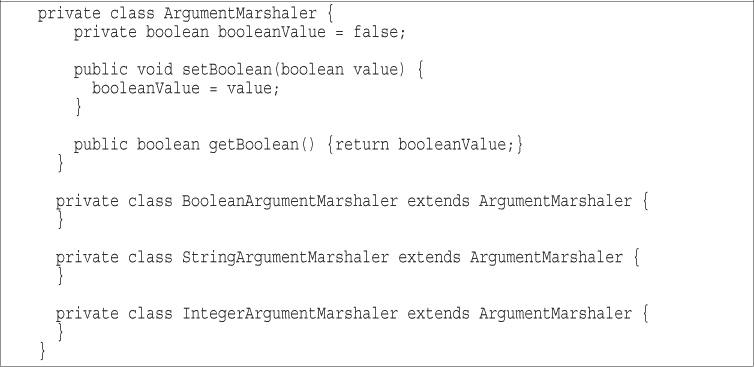 private class ArgumentMarshaler {
private boolean booleanValue = false;
public void setBoolean(boolean value) {
booleanValue = value;
}
public boolean getBoolean() {return booleanValue;}
}
private class BooleanArgumentMarshaler extends ArgumentMarshaler {
}
private class StringArgumentMarshaler extends ArgumentMarshaler {
}
private class IntegerArgumentMarshaler extends ArgumentMarshaler {
}
}